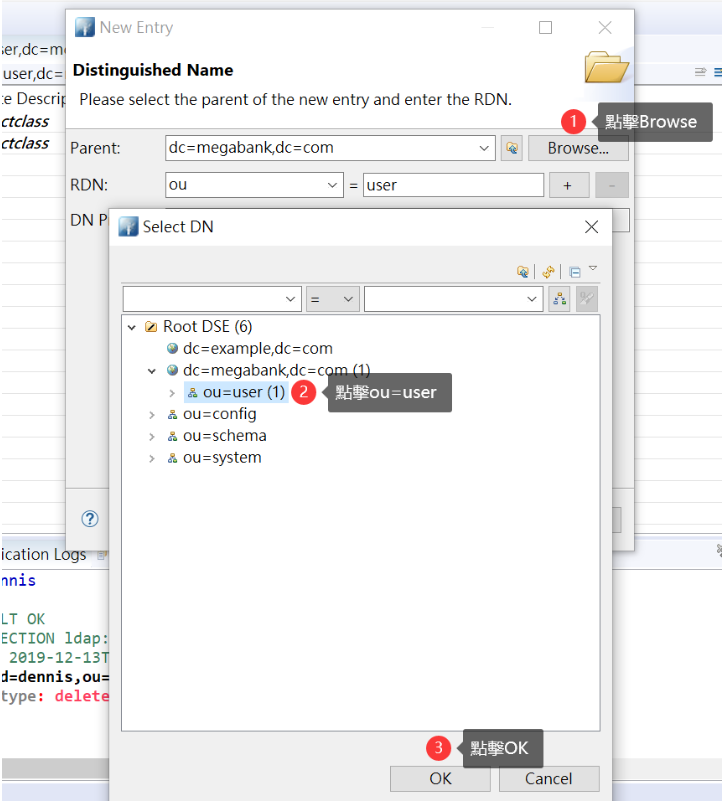 New Entry
ser,dc=m
user,dc=
Distinguished Name
Please select the parent of the new entry and enter the RDN.
te Descrip
ctclass
ctclass
1 點擊Browse
Parent: dc=megabank,dc=com Browse...
RDN: ou = user + -
DN P
Select DN
=
Root DSE (6)
dc=example,dc=com
dc=megabank,dc=com (1)
ou=user (1) 2 點擊ou=user
ou=config
ou=schema
ou=system
?
ication Logs
nnis
LT OK
ECTION ldap:
2019-12-13T
d=dennis,ou=
type: delete
3 點擊OK
OK Cancel